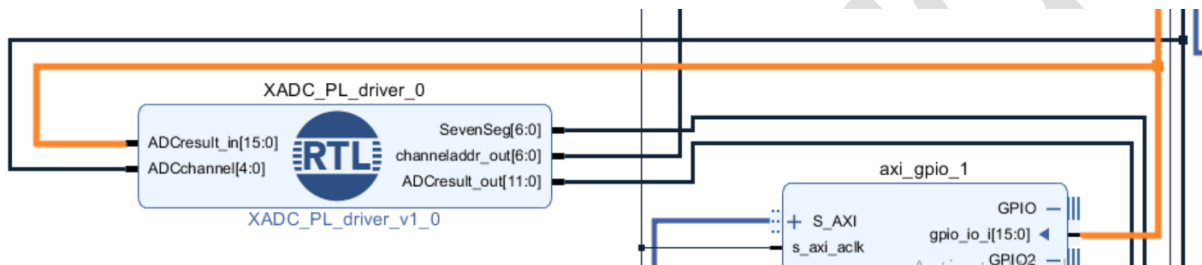 XADC_PL_driver_0
ADCresult_in[15:0]
ADCchannel[4:0]
RTL
SevenSeg[6:0]
channeladdr_out[6:0]
ADCresult_out[11:0]
XADC_PL_driver_v1_0
axi_gpio_1
S_AXI
s_axi_aclk
GPIO
gpio_io_i[15:0]
GPIO2